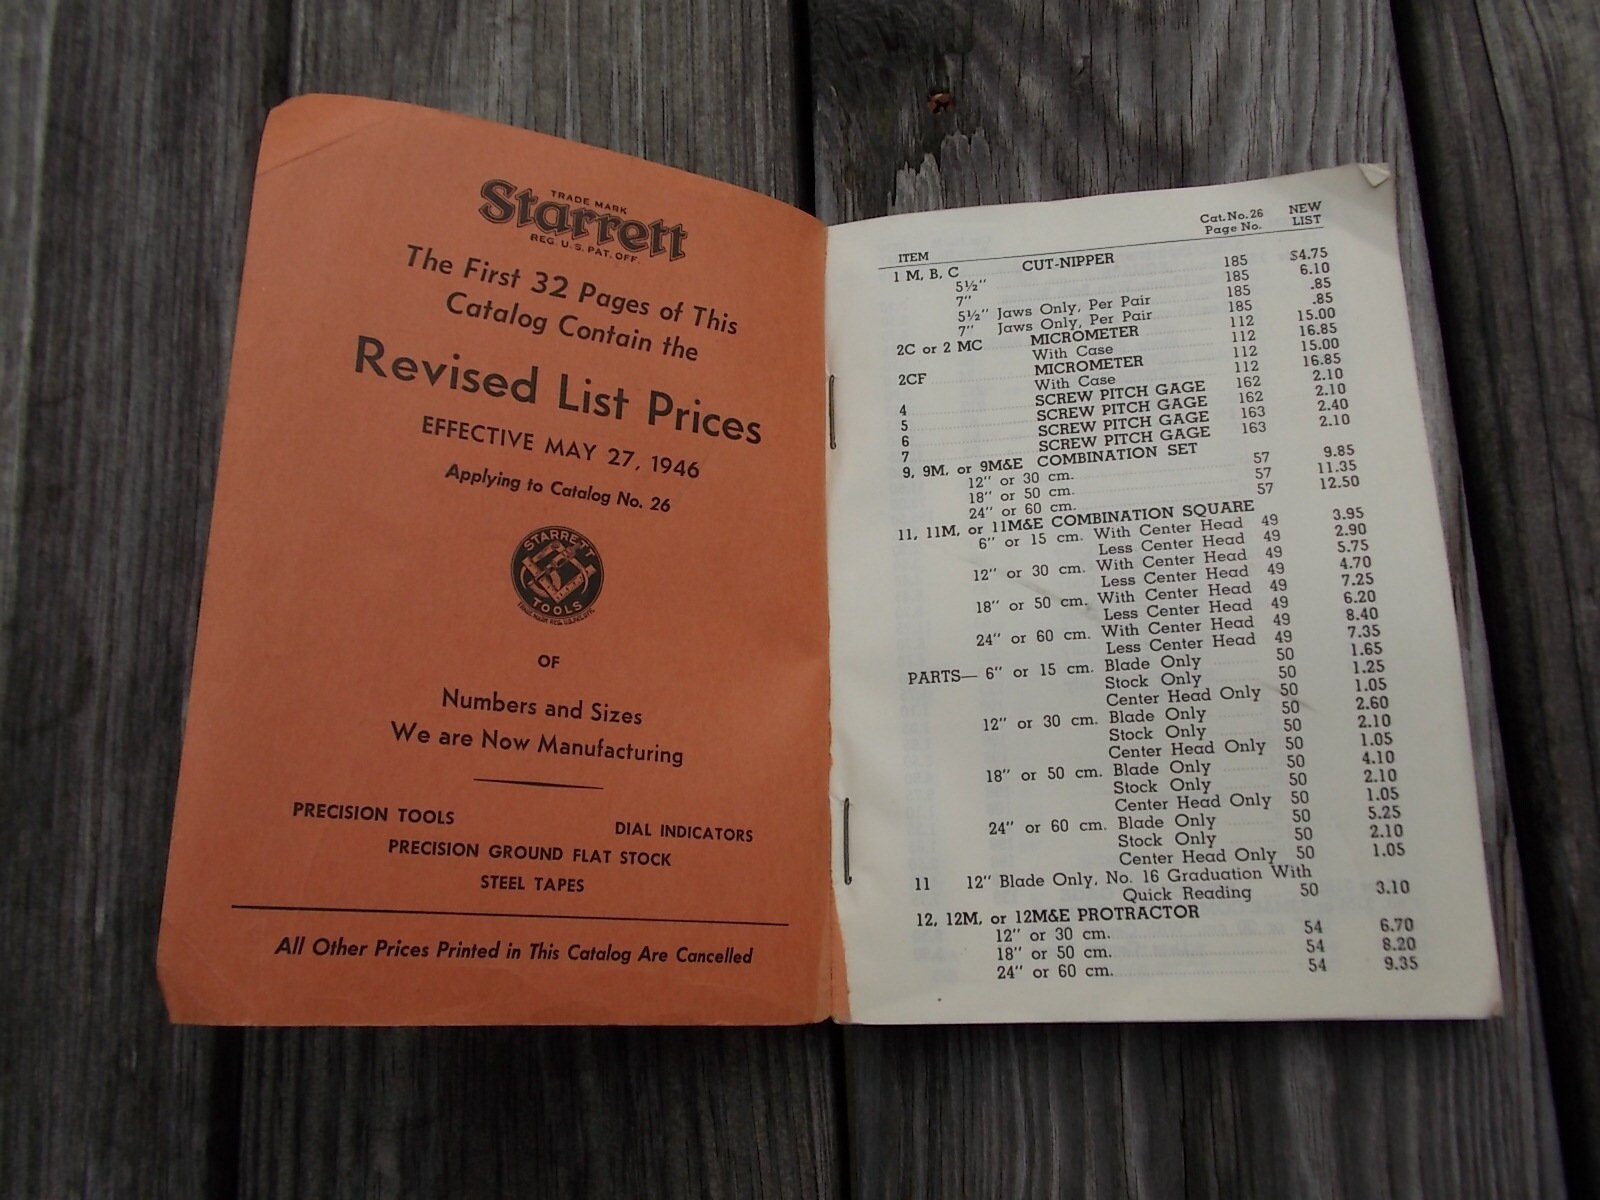 TRADE MARK
Starrett
REG. U.S. PAT. OFF.
The First 32 Pages of This
Catalog Contain the
Revised List Prices
EFFECTIVE MAY 27, 1946
Applying to Catalog No. 26
STARRETT
TOOLS
OF
Numbers and Sizes
We are Now Manufacturing
PRECISION TOOLS
DIAL INDICATORS
PRECISION GROUND FLAT STOCK
STEEL TAPES
All Other Prices Printed in This Catalog Are Cancelled
ITEM Cat. No. 26 Page No. NEW LIST
1 M, B, C CUT-NIPPER
5½" 185 $4.75
7" 185 6.10
5½" Jaws Only, Per Pair 185 .85
7" Jaws Only, Per Pair 185 .85
2C or 2 MC MICROMETER 112 15.00
With Case 112 16.85
2CF MICROMETER 112 15.00
With Case 112 16.85
4 SCREW PITCH GAGE 162 2.10
5 SCREW PITCH GAGE 162 2.10
6 SCREW PITCH GAGE 163 2.40
7 SCREW PITCH GAGE 163 2.10
9, 9M, or 9M&E COMBINATION SET
12" or 30 cm. 57 9.85
18" or 50 cm. 57 11.35
24" or 60 cm. 57 12.50
11, 11M, or 11M&E COMBINATION SQUARE
6" or 15 cm. With Center Head 49 3.95
Less Center Head 49 2.90
12" or 30 cm. With Center Head 49 5.75
Less Center Head 49 4.70
18" or 50 cm. With Center Head 49 7.25
Less Center Head 49 6.20
24" or 60 cm. With Center Head 49 8.40
Less Center Head 49 7.35
PARTS— 6" or 15 cm. Blade Only 50 1.65
Stock Only 50 1.25
Center Head Only 50 1.05
12" or 30 cm. Blade Only 50 2.60
Stock Only 50 2.10
Center Head Only 50 1.05
18" or 50 cm. Blade Only 50 4.10
Stock Only 50 2.10
Center Head Only 50 1.05
24" or 60 cm. Blade Only 50 5.25
Stock Only 50 2.10
Center Head Only 50 1.05
11 12" Blade Only, No. 16 Graduation With
Quick Reading 50 3.10
12, 12M, or 12M&E PROTRACTOR
12" or 30 cm. 54 6.70
18" or 50 cm. 54 8.20
24" or 60 cm. 54 9.35